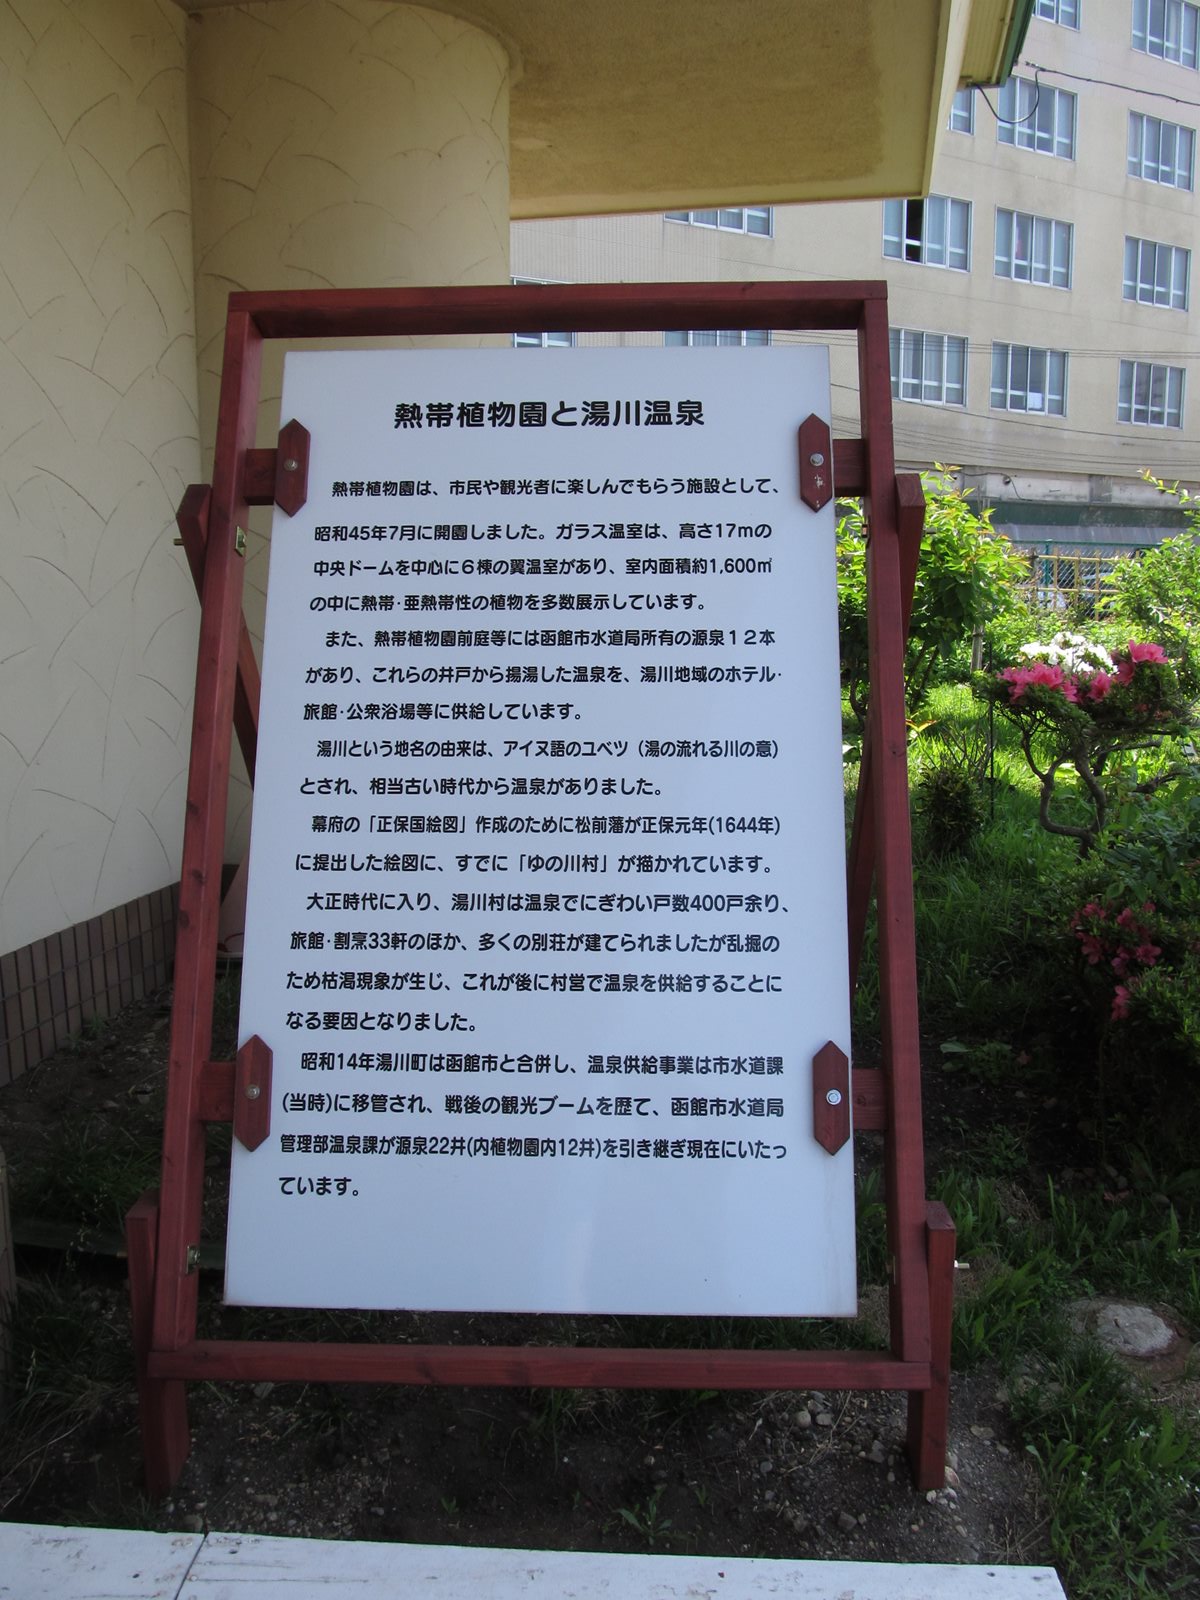 熱帯植物園と湯川温泉
熱帯植物園は、市民や観光者に楽しんでもらう施設として、
昭和45年7月に開園しました。ガラス温室は、高さ17mの
中央ドームを中心に6棟の翼温室があり、室内面積約1,600㎡
の中に熱帯・亜熱帯性の植物を多数展示しています。
また、熱帯植物園前庭等には函館市水道局所有の源泉12本
があり、これらの井戸から揚湯した温泉を、湯川地域のホテル・
旅館・公衆浴場等に供給しています。
湯川という地名の由来は、アイヌ語のユベツ（湯の流れる川の意）
とされ、相当古い時代から温泉がありました。
幕府の「正保国絵図」作成のために松前藩が正保元年(1644年)
に提出した絵図に、すでに「ゆの川村」が描かれています。
大正時代に入り、湯川村は温泉でにぎわい戸数400戸余り、
旅館・割烹33軒のほか、多くの別荘が建てられましたが乱掘の
ため枯渇現象が生じ、これが後に村営で温泉を供給することに
なる要因となりました。
昭和14年湯川町は函館市と合併し、温泉供給事業は市水道課
(当時)に移管され、戦後の観光ブームを歴て、函館市水道局
管理部温泉課が源泉22井(内植物園内12井)を引き継ぎ現在にいたっ
ています。